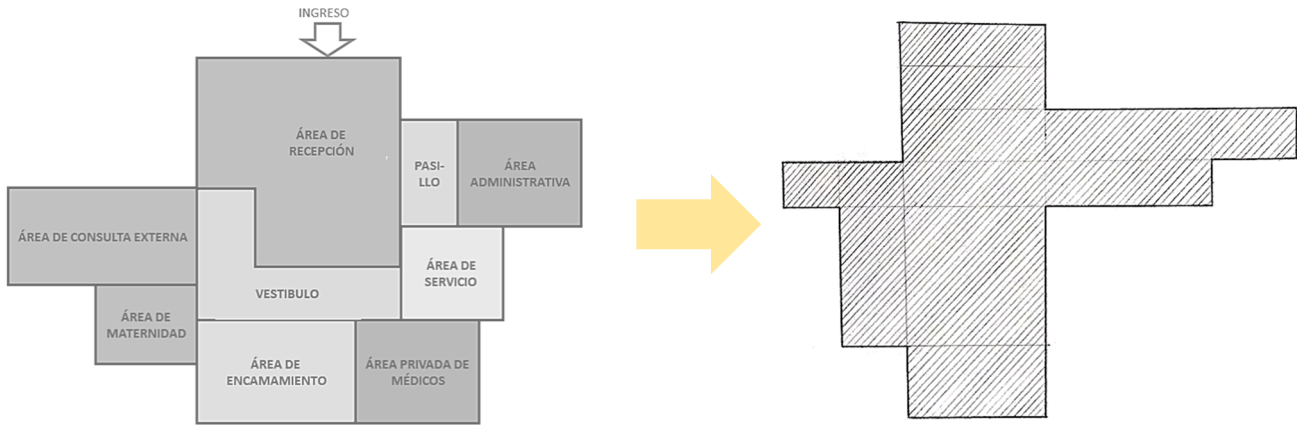 INGRESO
ÁREA DE
RECEPCIÓN
PASI-
LLO
ÁREA
ADMINISTRATIVA
ÁREA DE CONSULTA EXTERNA
ÁREA DE
SERVICIO
VESTIBULO
ÁREA DE
MATERNIDAD
ÁREA DE
ENCAMAMIENTO
ÁREA PRIVADA DE
MÉDICOS